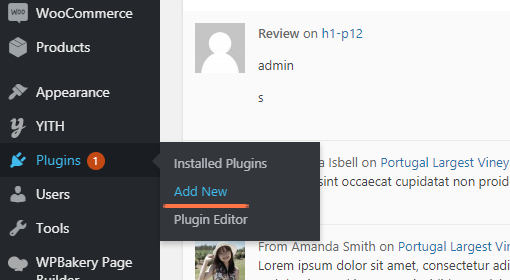 WOO
WooCommerce
Products
Appearance
YITH
Plugins 1
Users
Tools
WPBakery Page
Builder
Installed Plugins
Add New
Plugin Editor
Review on h1-p12
admin
s
Isbell on Portugal Largest Viney
sint occaecat cupidatat non proid
From Amanda Smith on Portugal Largest Vi
Lorem ipsum dolor sit amet, consectetur